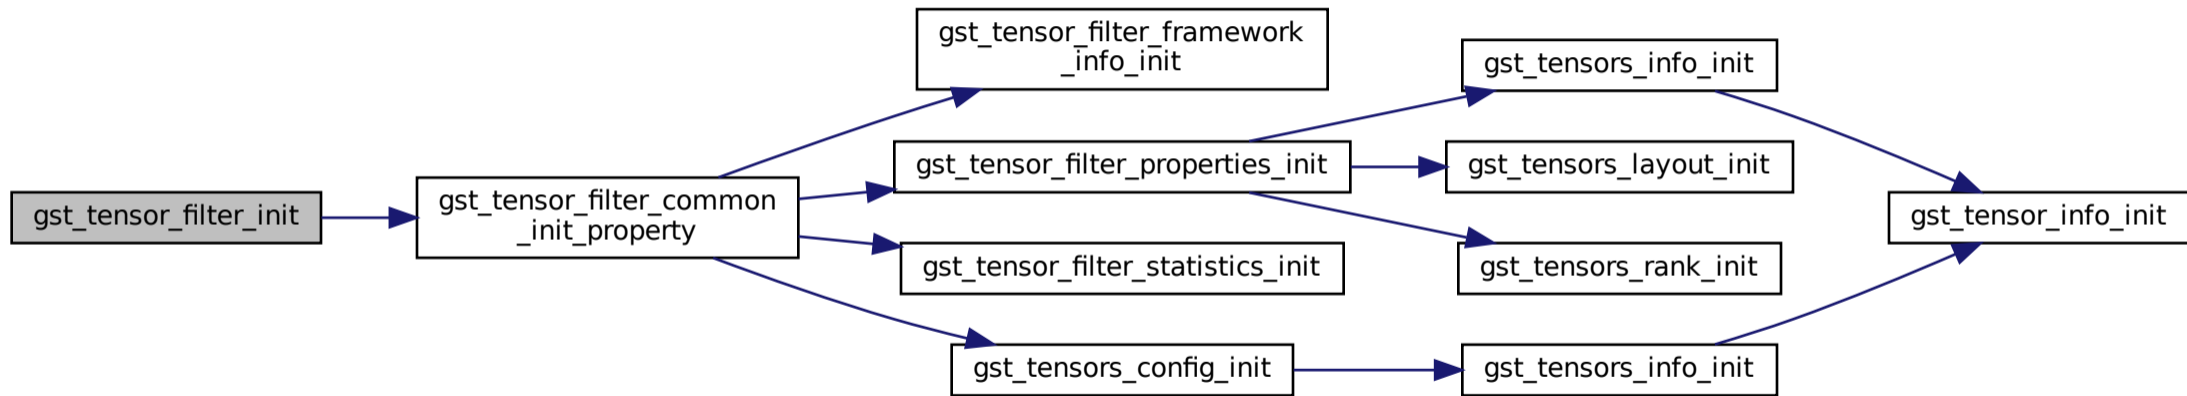 gst_tensor_filter_init
gst_tensor_filter_common
_init_property
gst_tensor_filter_framework
_info_init
gst_tensor_filter_properties_init
gst_tensor_filter_statistics_init
gst_tensors_config_init
gst_tensors_info_init
gst_tensors_layout_init
gst_tensors_rank_init
gst_tensors_info_init
gst_tensor_info_init